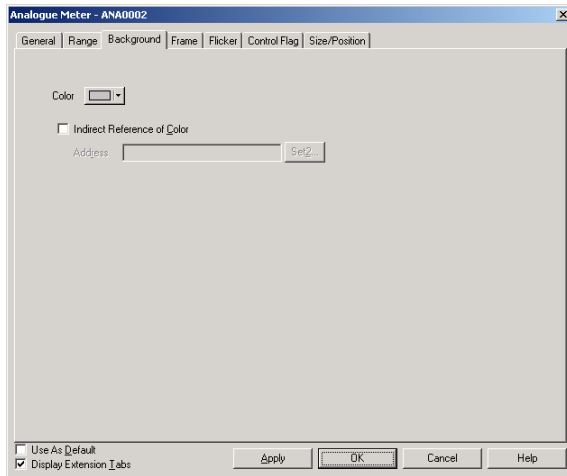 Analogue Meter - ANA0002
General Range Background Frame Flicker Control Flag Size/Position
Color
Indirect Reference of Color
Address Set2...
Use As Default
Display Extension Tabs
Apply OK Cancel Help